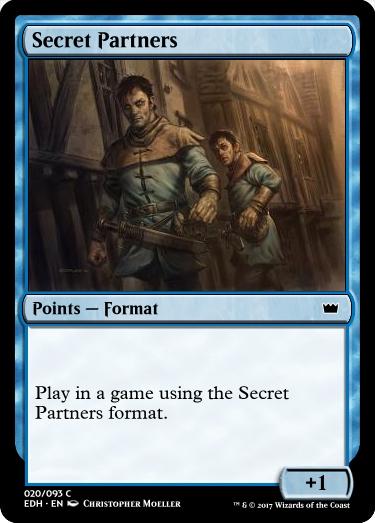 Secret Partners
Points — Format
Play in a game using the Secret
Partners format.
+1
020/093 C
EDH • EN Christopher Moeller
™ & © 2017 Wizards of the Coast